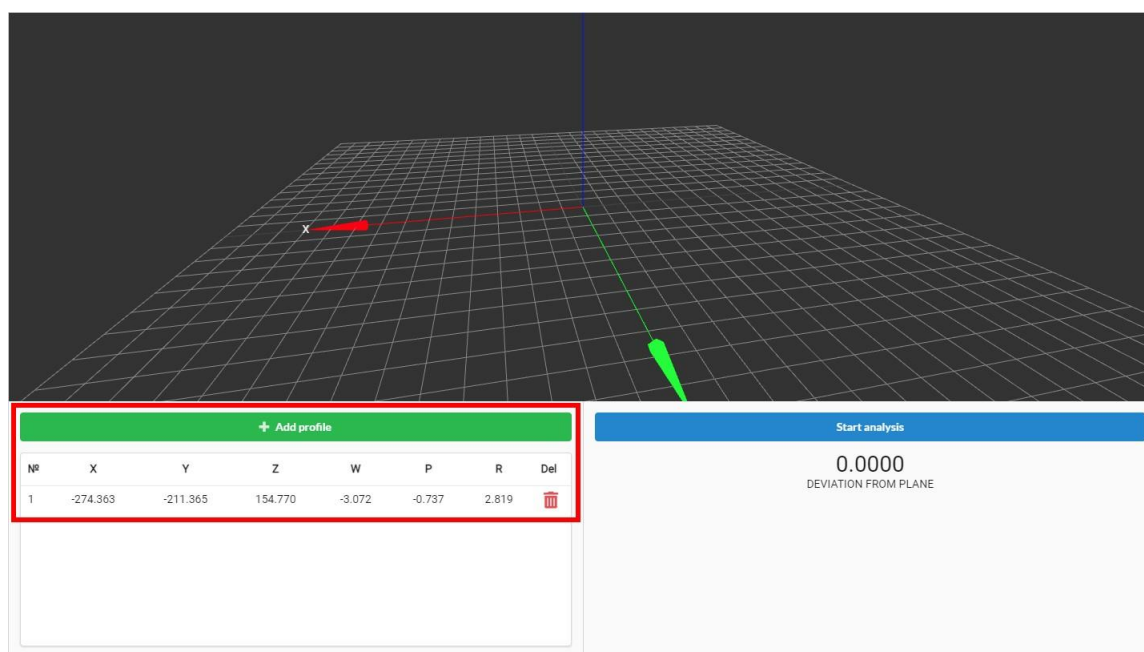 X
+ Add profile
Start analysis
№ X Y Z W P R Del
1 -274.363 -211.365 154.770 -3.072 -0.737 2.819
0.0000
DEVIATION FROM PLANE